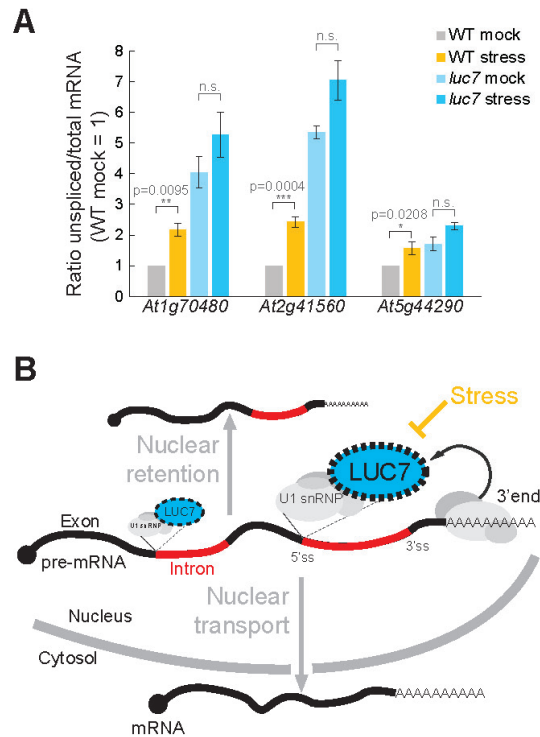 A
WT mock
WT stress
luc7 mock
luc7 stress
Ratio unspliced/total mRNA
(WT mock = 1)
8
7
6
5
4
3
2
1
0
n.s.
n.s.
n.s.
p=0.0095
**
p=0.0004
***
p=0.0208
*
At1g70480
At2g41560
At5g44290
B
AAAAAAAAAA
Stress
Nuclear
retention
LUC7
U1 snRNP
LUC7
U1 snRNP
3'end
Exon
AAAAAAAAAA
pre-mRNA
Intron
5'ss
3'ss
Nuclear
transport
Nucleus
Cytosol
AAAAAAAAAA
mRNA